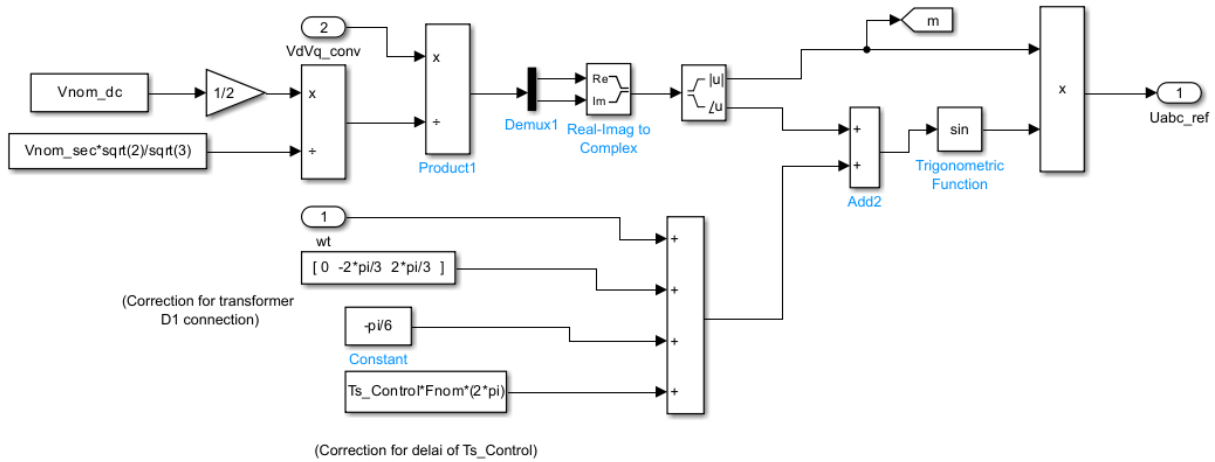 2
VdVq_conv
m
Vnom_dc
1/2
x
÷
x
÷
Vnom_sec*sqrt(2)/sqrt(3)
Product1
Demux1
Re
Im
Real-Imag to
Complex
|u|
∠u
+
+
Add2
sin
Trigonometric
Function
x
1
Uabc_ref
1
wt
[ 0 -2*pi/3 2*pi/3 ]
(Correction for transformer
D1 connection)
-pi/6
Constant
Ts_Control*Fnom*(2*pi)
+
+
+
+
(Correction for delai of Ts_Control)